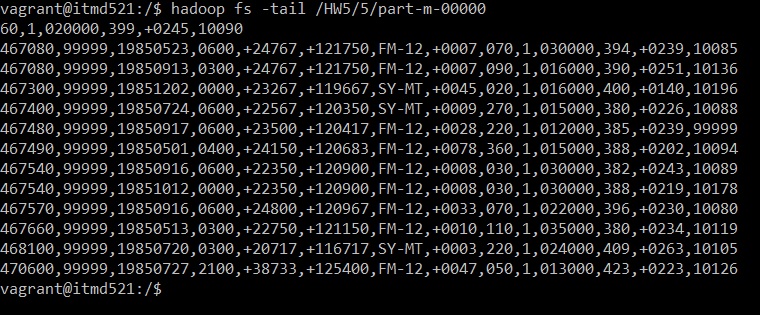 vagrant@itmd521:/$ hadoop fs -tail /HW5/5/part-m-00000
60,1,020000,399,+0245,10090
467080,99999,19850523,0600,+24767,+121750,FM-12,+0007,070,1,030000,394,+0239,10085
467080,99999,19850913,0300,+24767,+121750,FM-12,+0007,090,1,016000,390,+0251,10136
467300,99999,19851202,0000,+23267,+119667,SY-MT,+0045,020,1,016000,400,+0140,10196
467400,99999,19850724,0600,+22567,+120350,SY-MT,+0009,270,1,015000,380,+0226,10088
467480,99999,19850917,0600,+23500,+120417,FM-12,+0028,220,1,012000,385,+0239,99999
467490,99999,19850501,0400,+24150,+120683,FM-12,+0078,360,1,015000,388,+0202,10094
467540,99999,19850916,0600,+22350,+120900,FM-12,+0008,030,1,030000,382,+0243,10089
467540,99999,19851012,0000,+22350,+120900,FM-12,+0008,030,1,030000,388,+0219,10178
467570,99999,19850916,0600,+24800,+120967,FM-12,+0033,070,1,022000,396,+0230,10080
467660,99999,19850513,0300,+22750,+121150,FM-12,+0010,110,1,035000,380,+0234,10119
468100,99999,19850720,0300,+20717,+116717,SY-MT,+0003,220,1,024000,409,+0263,10105
470600,99999,19850727,2100,+38733,+125400,FM-12,+0047,050,1,013000,423,+0223,10126
vagrant@itmd521:/$